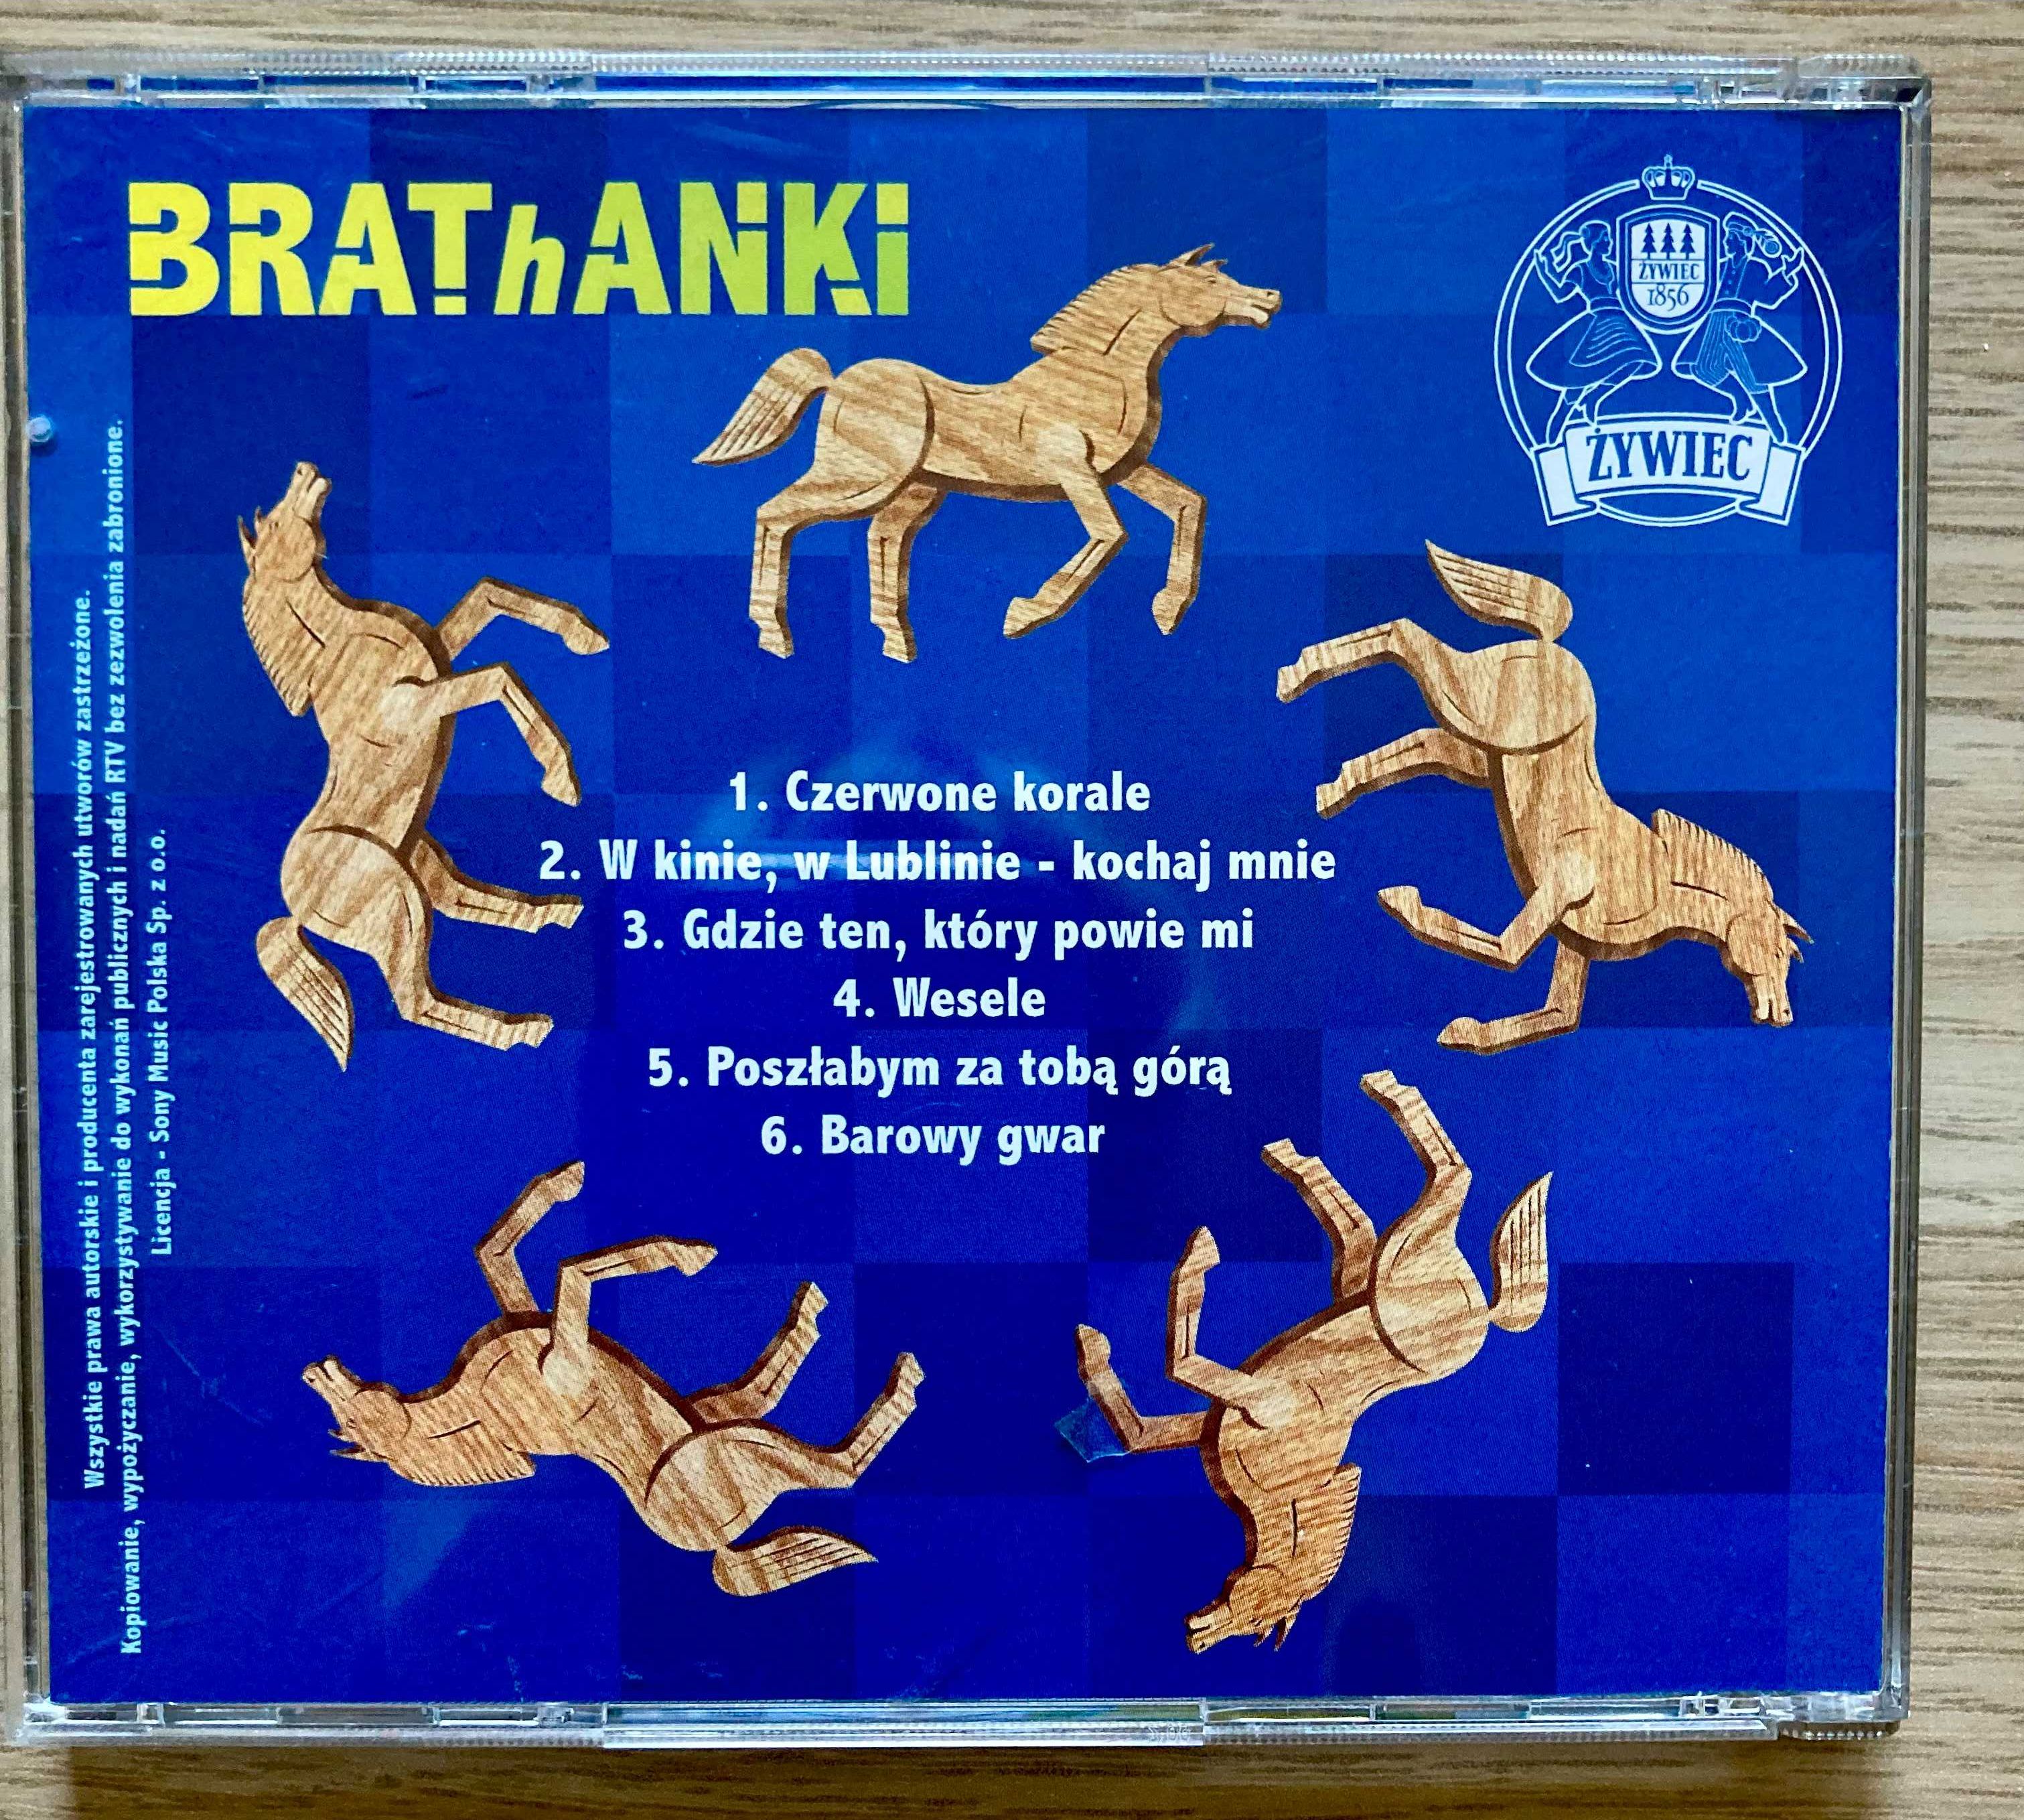 BRAThANKi
ŻYWIEC
1856
ŻYWIEC
1. Czerwone korale
2. W kinie, w Lublinie - kochaj mnie
3. Gdzie ten, który powie mi
4. Wesele
5. Poszłabym za tobą górą
6. Barowy gwar
Wszystkie prawa autorskie i producenta zarejestrowanych utworów zastrzeżone.
Kopiowanie, wypożyczanie, wykorzystywanie do wykonań publicznych i nadań RTV bez zezwolenia zabronione.
Licencja - Sony Music Polska Sp. z o.o.